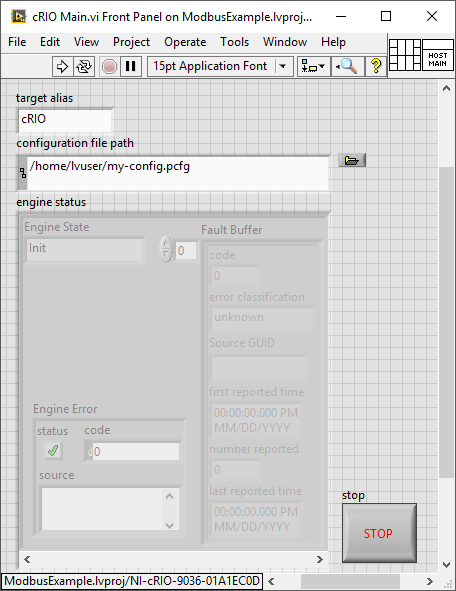 cRIO Main.vi Front Panel on ModbusExample.lvproj...
File Edit View Project Operate Tools Window Help
15pt Application Font
?
HOST
MAIN
target alias
cRIO
configuration file path
/home/lvuser/my-config.pcfg
engine status
Engine State
Init
0
Fault Buffer
code
0
error classification
unknown
Source GUID
first reported time
00:00:00.000 PM
MM/DD/YYYY
number reported
0
last reported time
00:00:00.000 PM
MM/DD/YYYY
Engine Error
status code
0
source
stop
STOP
ModbusExample.lvproj/NI-cRIO-9036-01A1EC0D